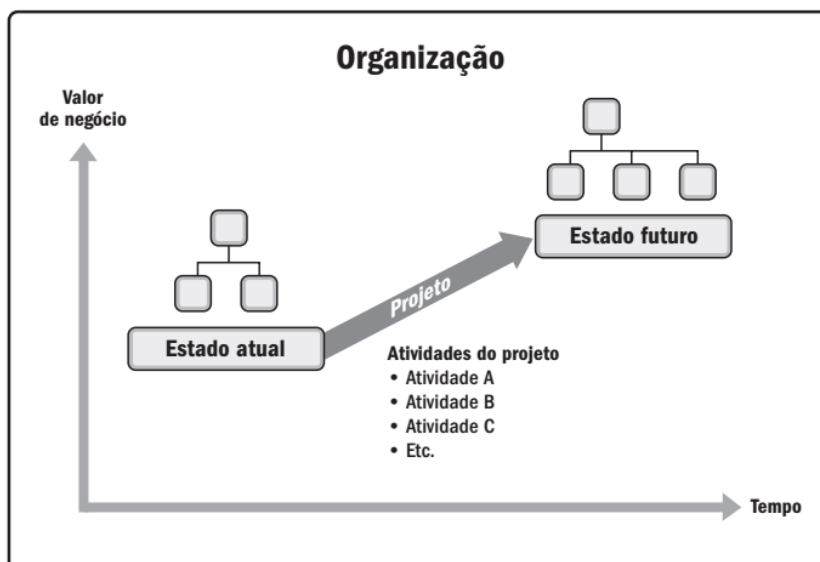 Organização
Valor
de negócio
Estado futuro
Projeto
Estado atual
Atividades do projeto
• Atividade A
• Atividade B
• Atividade C
• Etc.
Tempo